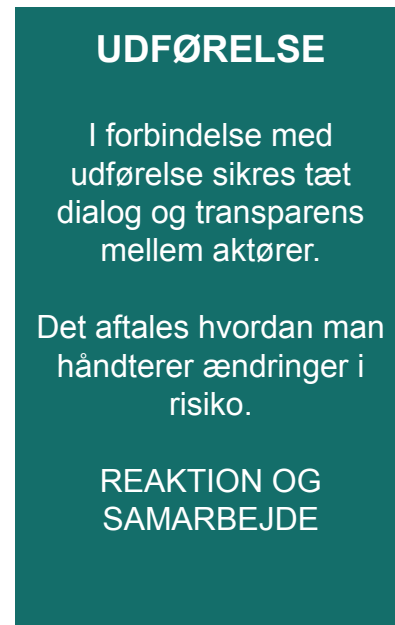 UDFØRELSE
I forbindelse med
udførelse sikres tæt
dialog og transparens
mellem aktører.
Det aftales hvordan man
håndterer ændringer i
risiko.
REAKTION OG
SAMARBEJDE